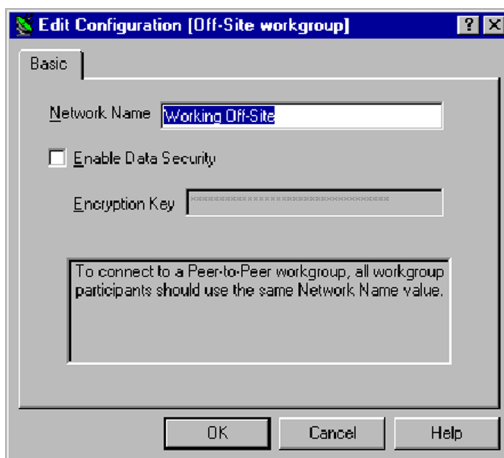 Edit Configuration [Off-Site workgroup]
Basic
Network Name Working Off-Site
Enable Data Security
Encryption Key **********************************
To connect to a Peer-to-Peer workgroup, all workgroup
participants should use the same Network Name value.
OK Cancel Help